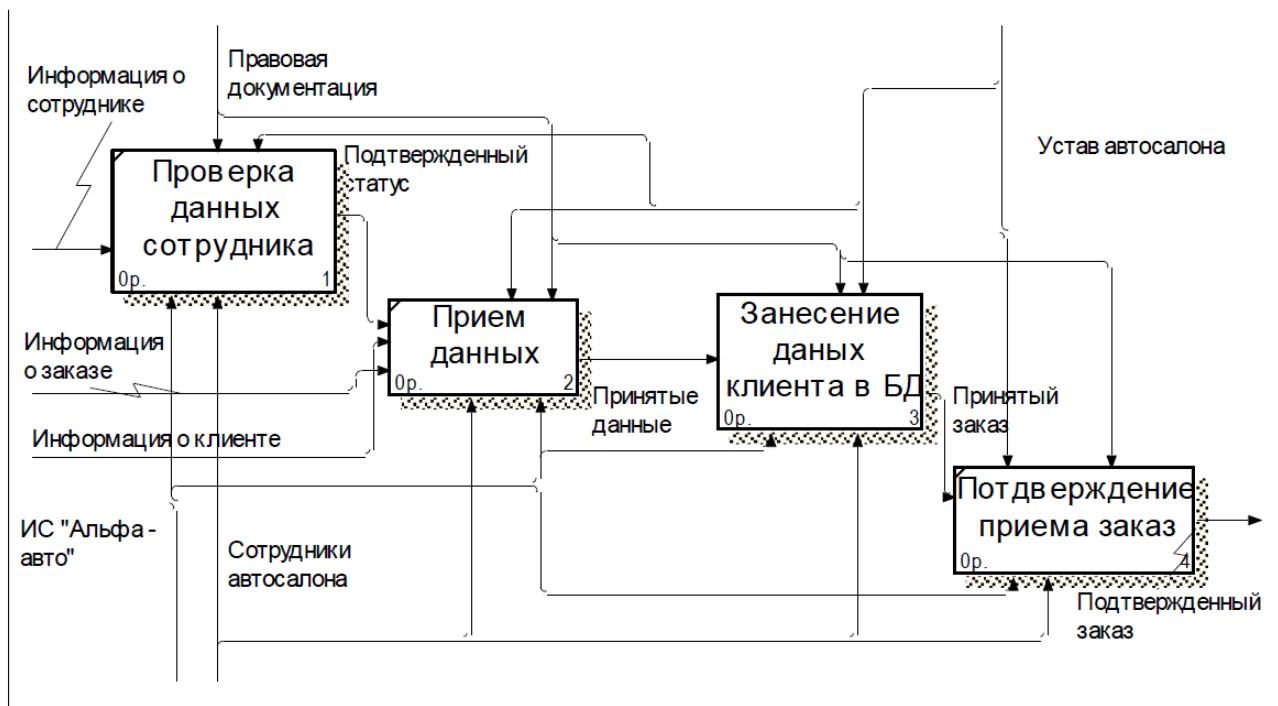 Правовая
документация
Информация о
сотруднике
Устав автосалона
Проверка
данных
сотрудника
0р.
1
Подтвержденный
статус
Прием
данных
0р.
2
Занесение
даных
клиента в БД
0р.
3
Информация
о заказе
Информация о клиенте
Принятые
данные
Принятый
заказ
Потдверждение
приема заказ
0р.
4
ИС "Альфа -
авто"
Сотрудники
автосалона
Подтвержденный
заказ